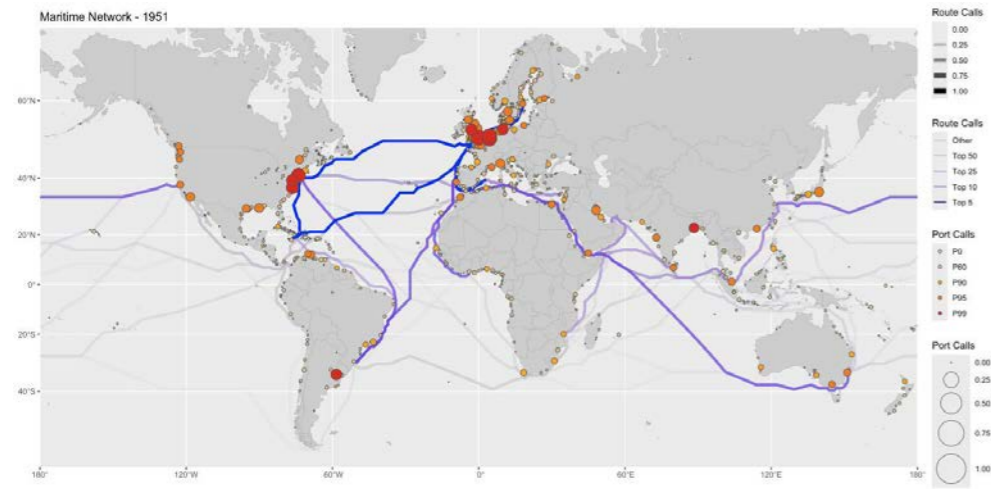 Maritime Network - 1951
60°N
40°N
20°N
0°
20°S
40°S
180°
120°W
60°W
0°
60°E
120°E
180°
Route Calls
0.00
0.25
0.50
0.75
1.00
Route Calls
Other
Top 50
Top 25
Top 10
Top 5
Port Calls
P0
P60
P90
P95
P99
Port Calls
0.00
0.25
0.50
0.75
1.00